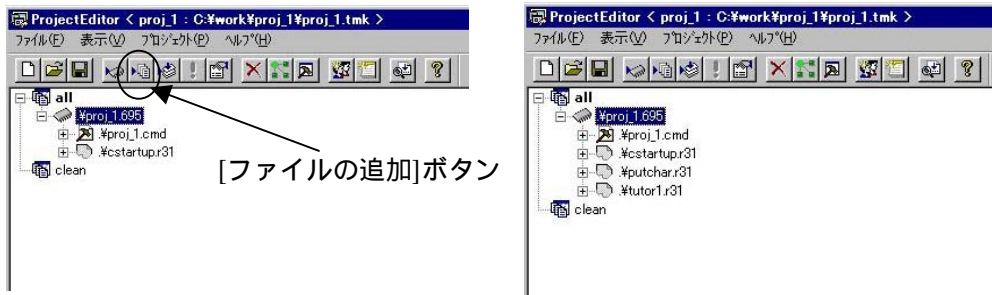 ProjectEditor < proj_1 : C:¥work¥proj_1¥proj_1.tmk >
ファイル(F) 表示(V) プロジェクト(P) ヘルプ(H)
all
.¥proj_1.695
.¥proj_1.cmd
.¥cstartup.r31
clean
[ファイルの追加]ボタン
ProjectEditor < proj_1 : C:¥work¥proj_1¥proj_1.tmk >
ファイル(F) 表示(V) プロジェクト(P) ヘルプ(H)
all
.¥proj_1.695
.¥proj_1.cmd
.¥cstartup.r31
.¥putchar.r31
.¥tutor1.r31
clean